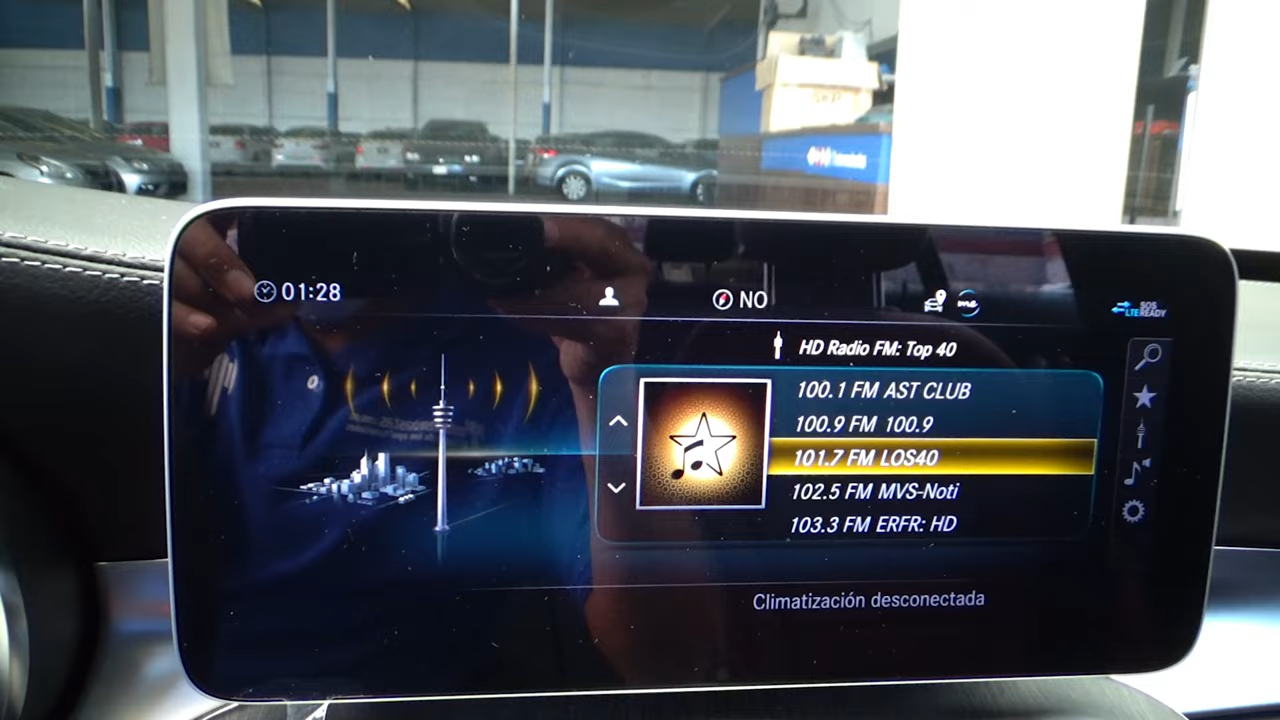 01:28
NO
me
SOS
LTE READY
HD Radio FM: Top 40
100.1 FM AST CLUB
100.9 FM 100.9
101.7 FM LOS40
102.5 FM MVS-Noti
103.3 FM ERFR: HD
Climatización desconectada